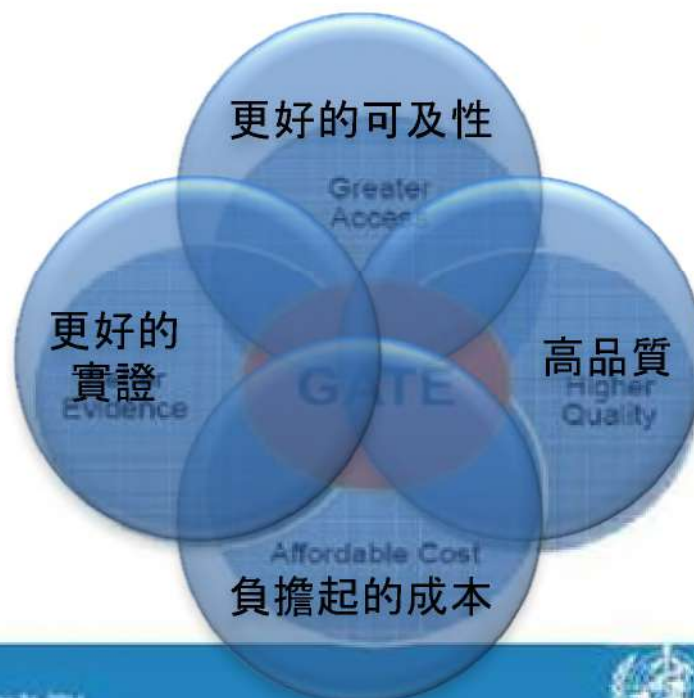 更好的可及性
Greater
Access
更好的
實證
Evidence
GATE
高品質
Higher
Quality
Affordable Cost
負擔起的成本